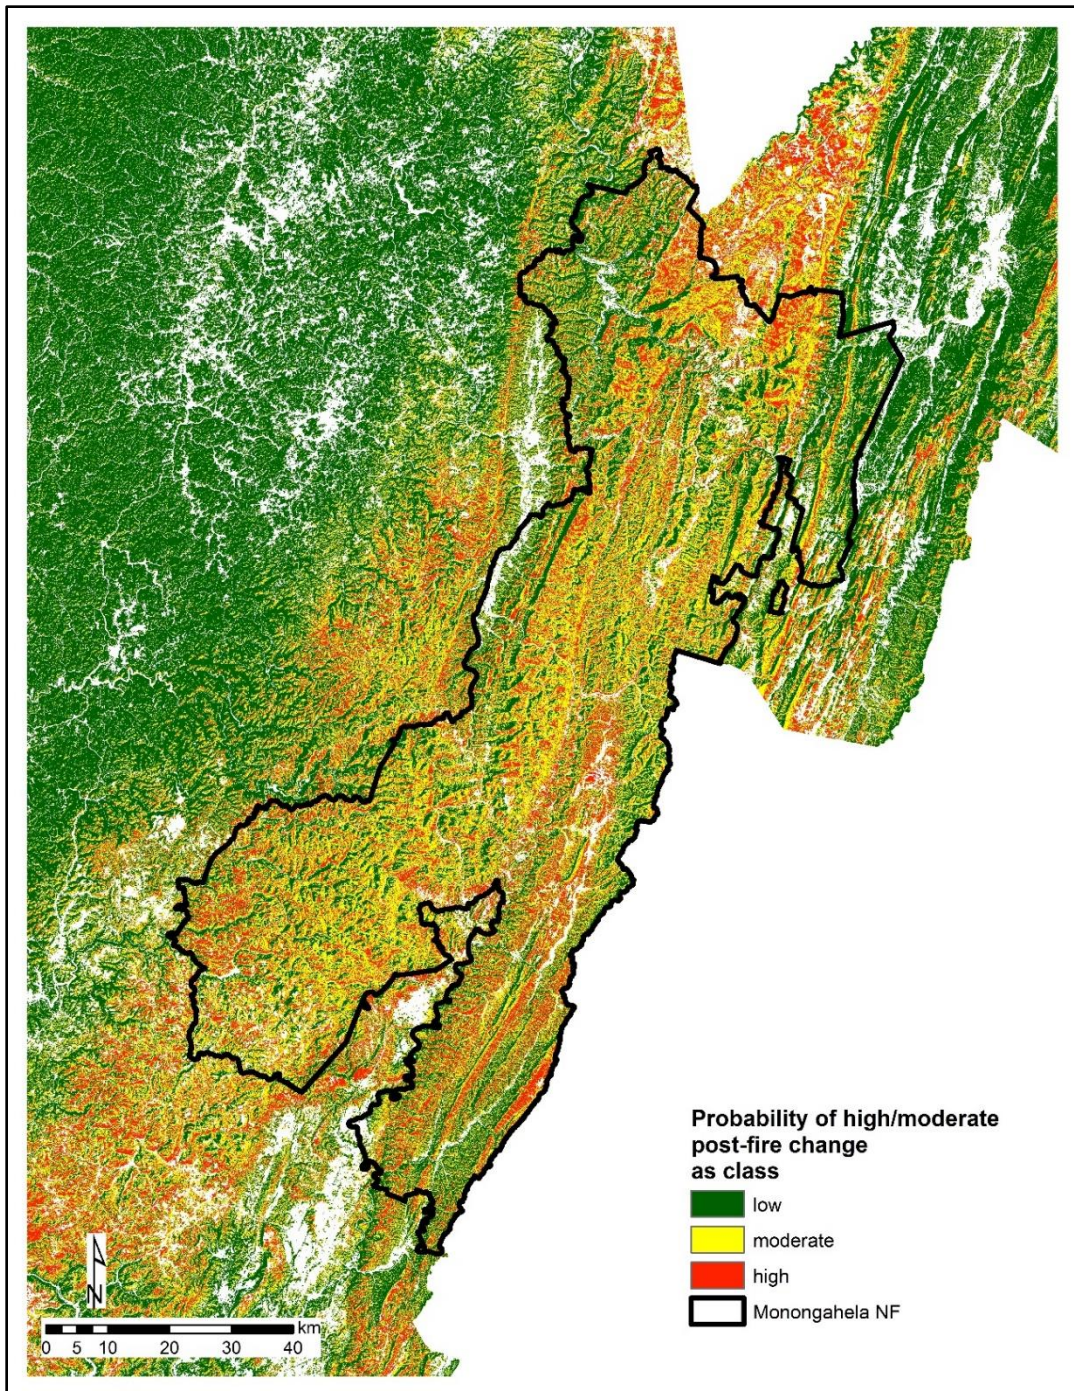 Probability of high/moderate
post-fire change
as class
low
moderate
high
Monongahela NF
N
km
0 5 10 20 30 40